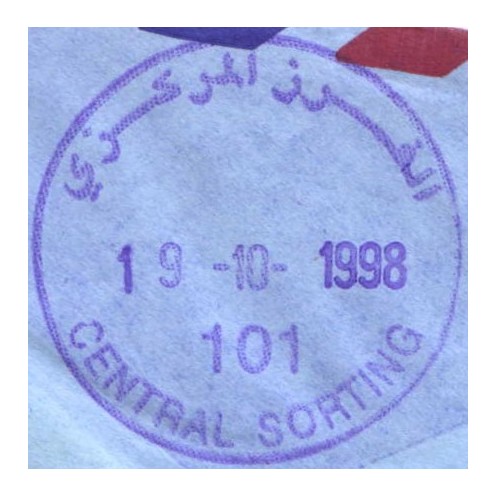 الفرز المركزي
19 -10- 1998
101
CENTRAL SORTING